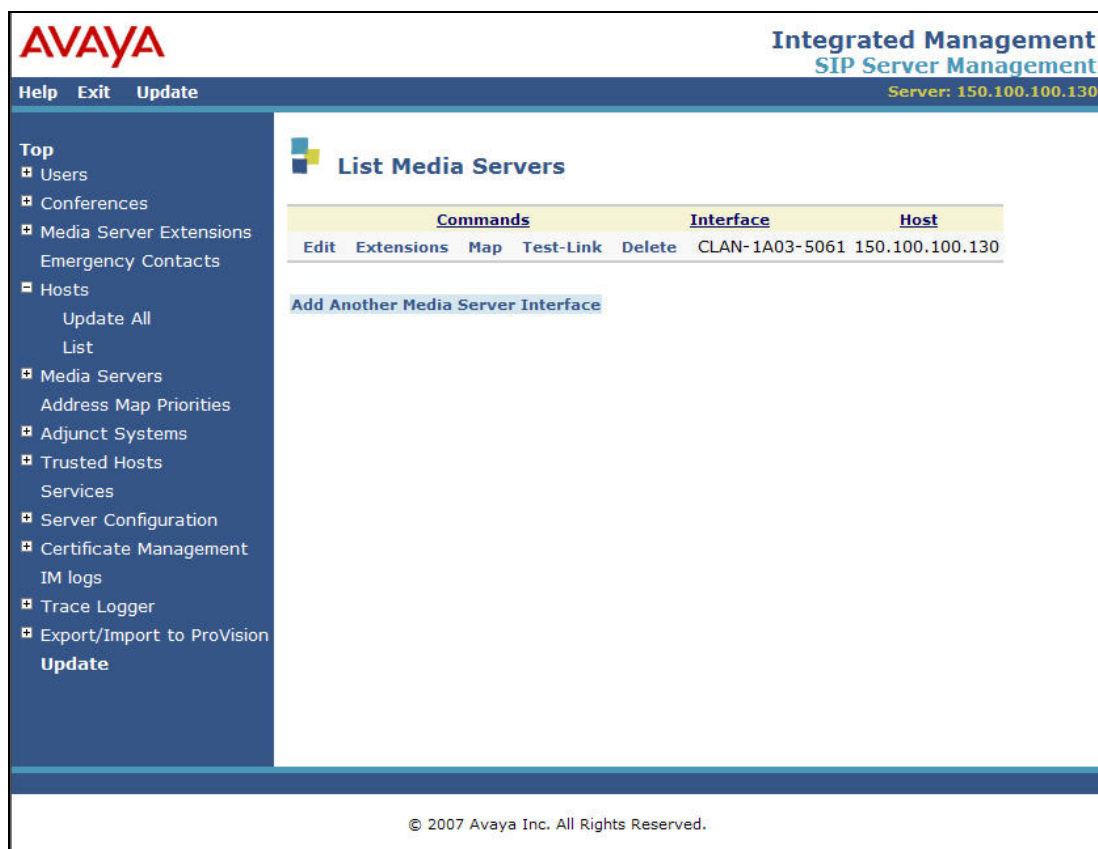 AVAYA
Integrated Management
SIP Server Management
Help Exit Update
Server: 150.100.100.130
Top
Users
Conferences
Media Server Extensions
Emergency Contacts
Hosts
Update All
List
Media Servers
Address Map Priorities
Adjunct Systems
Trusted Hosts
Services
Server Configuration
Certificate Management
IM logs
Trace Logger
Export/Import to ProVision
Update
List Media Servers
Commands Interface Host
Edit Extensions Map Test-Link Delete CLAN-1A03-5061 150.100.100.130
Add Another Media Server Interface
© 2007 Avaya Inc. All Rights Reserved.